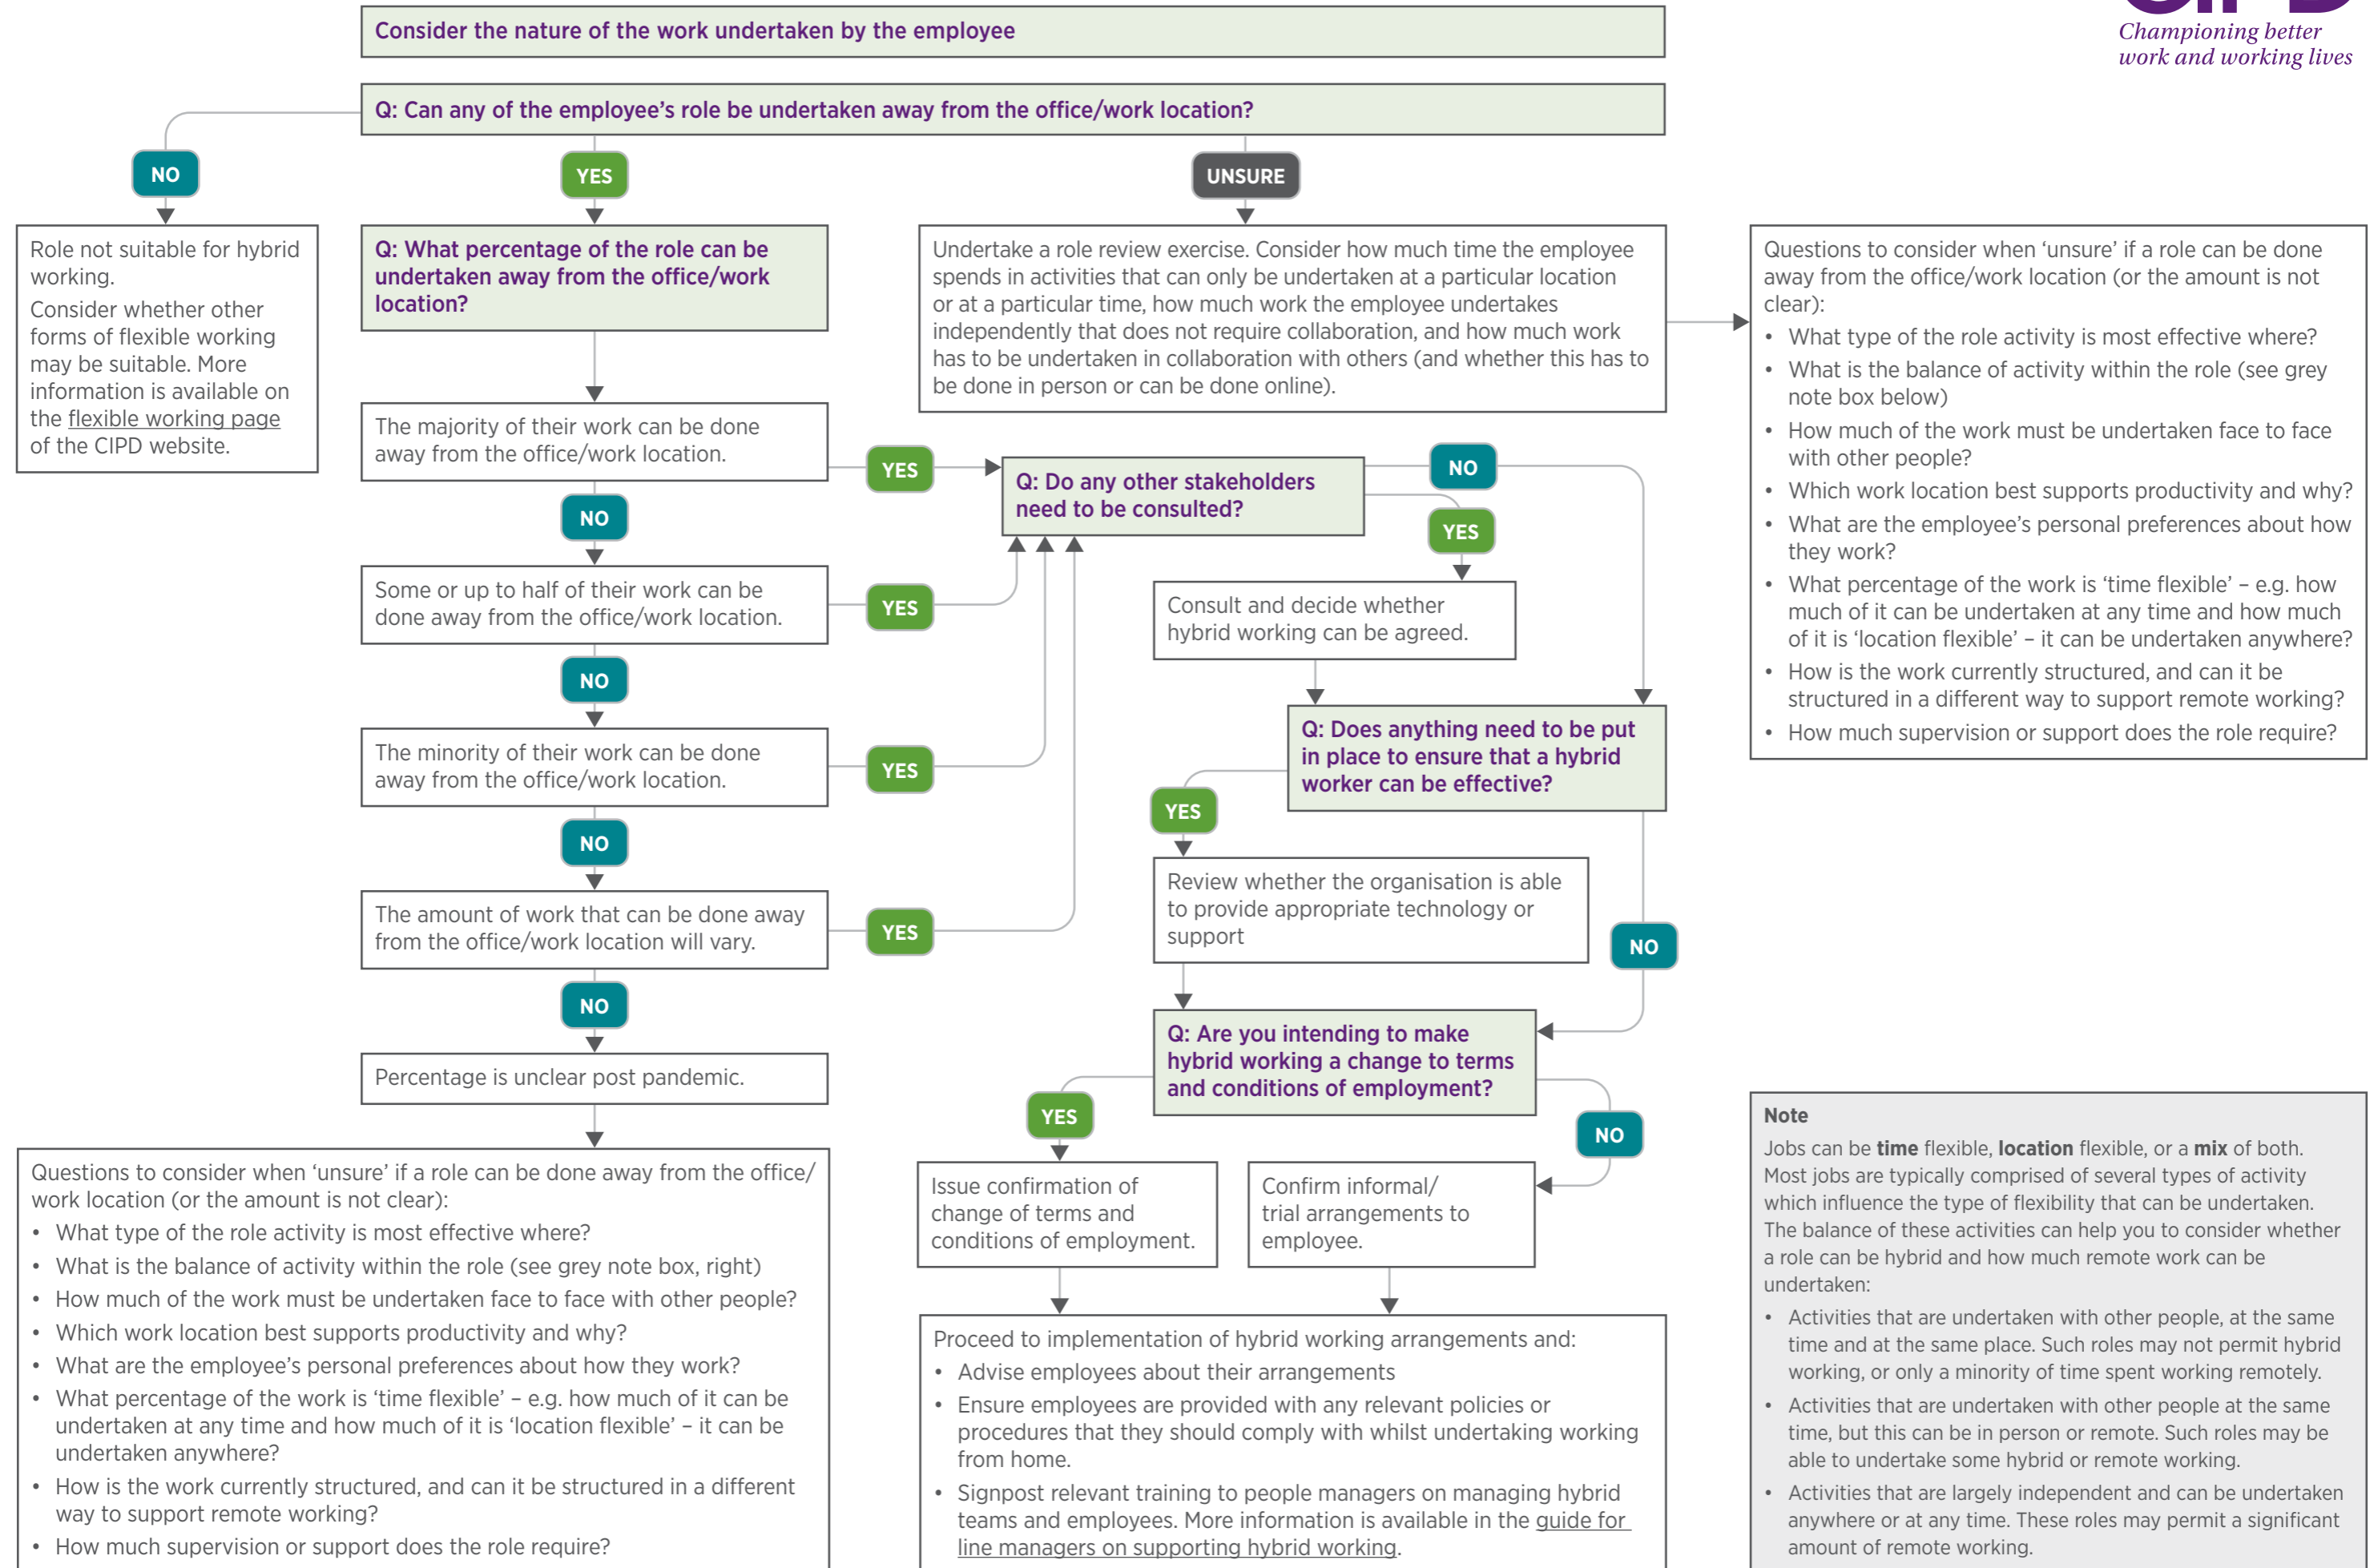 Championing better
work and working lives
Consider the nature of the work undertaken by the employee
Q: Can any of the employee’s role be undertaken away from the office/work location?
NO
YES
UNSURE
Role not suitable for hybrid
working.
Consider whether other
forms of flexible working
may be suitable. More
information is available on
the flexible working page
of the CIPD website.
Q: What percentage of the role can be
undertaken away from the office/work
location?
Undertake a role review exercise. Consider how much time the employee
spends in activities that can only be undertaken at a particular location
or at a particular time, how much work the employee undertakes
independently that does not require collaboration, and how much work
has to be undertaken in collaboration with others (and whether this has to
be done in person or can be done online).
Questions to consider when ‘unsure’ if a role can be done
away from the office/work location (or the amount is not
clear):
• What type of the role activity is most effective where?
• What is the balance of activity within the role (see grey
note box below)
• How much of the work must be undertaken face to face
with other people?
• Which work location best supports productivity and why?
• What are the employee’s personal preferences about how
they work?
• What percentage of the work is ‘time flexible’ – e.g. how
much of it can be undertaken at any time and how much
of it is ‘location flexible’ – it can be undertaken anywhere?
• How is the work currently structured, and can it be
structured in a different way to support remote working?
• How much supervision or support does the role require?
The majority of their work can be done
away from the office/work location.
YES
NO
Some or up to half of their work can be
done away from the office/work location.
YES
NO
The minority of their work can be done
away from the office/work location.
YES
NO
The amount of work that can be done away
from the office/work location will vary.
YES
NO
Percentage is unclear post pandemic.
Q: Do any other stakeholders
need to be consulted?
NO
YES
Consult and decide whether
hybrid working can be agreed.
Q: Does anything need to be put
in place to ensure that a hybrid
worker can be effective?
YES
Review whether the organisation is able
to provide appropriate technology or
support
NO
Q: Are you intending to make
hybrid working a change to terms
and conditions of employment?
YES
NO
Issue confirmation of
change of terms and
conditions of employment.
Confirm informal/
trial arrangements to
employee.
Questions to consider when ‘unsure’ if a role can be done away from the office/
work location (or the amount is not clear):
• What type of the role activity is most effective where?
• What is the balance of activity within the role (see grey note box, right)
• How much of the work must be undertaken face to face with other people?
• Which work location best supports productivity and why?
• What are the employee’s personal preferences about how they work?
• What percentage of the work is ‘time flexible’ – e.g. how much of it can be
undertaken at any time and how much of it is ‘location flexible’ – it can be
undertaken anywhere?
• How is the work currently structured, and can it be structured in a different
way to support remote working?
• How much supervision or support does the role require?
Proceed to implementation of hybrid working arrangements and:
• Advise employees about their arrangements
• Ensure employees are provided with any relevant policies or
procedures that they should comply with whilst undertaking working
from home.
• Signpost relevant training to people managers on managing hybrid
teams and employees. More information is available in the guide for
line managers on supporting hybrid working.
Note
Jobs can be time flexible, location flexible, or a mix of both.
Most jobs are typically comprised of several types of activity
which influence the type of flexibility that can be undertaken.
The balance of these activities can help you to consider whether
a role can be hybrid and how much remote work can be
undertaken:
• Activities that are undertaken with other people, at the same
time and at the same place. Such roles may not permit hybrid
working, or only a minority of time spent working remotely.
• Activities that are undertaken with other people at the same
time, but this can be in person or remote. Such roles may be
able to undertake some hybrid or remote working.
• Activities that are largely independent and can be undertaken
anywhere or at any time. These roles may permit a significant
amount of remote working.